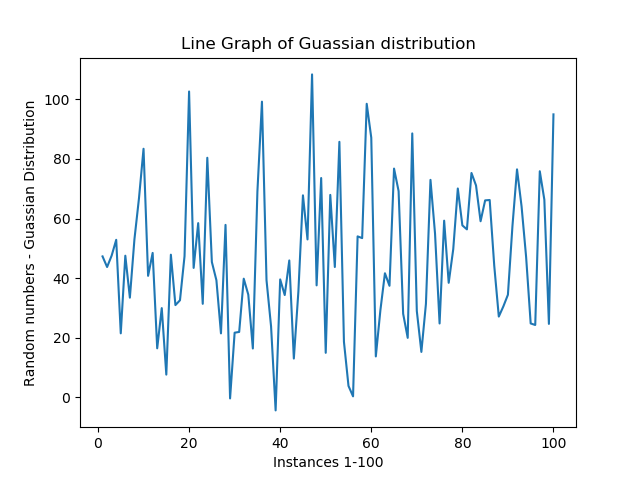 Line Graph of Guassian distribution
Random numbers - Guassian Distribution
100
80
60
40
20
0
0 20 40 60 80 100
Instances 1-100